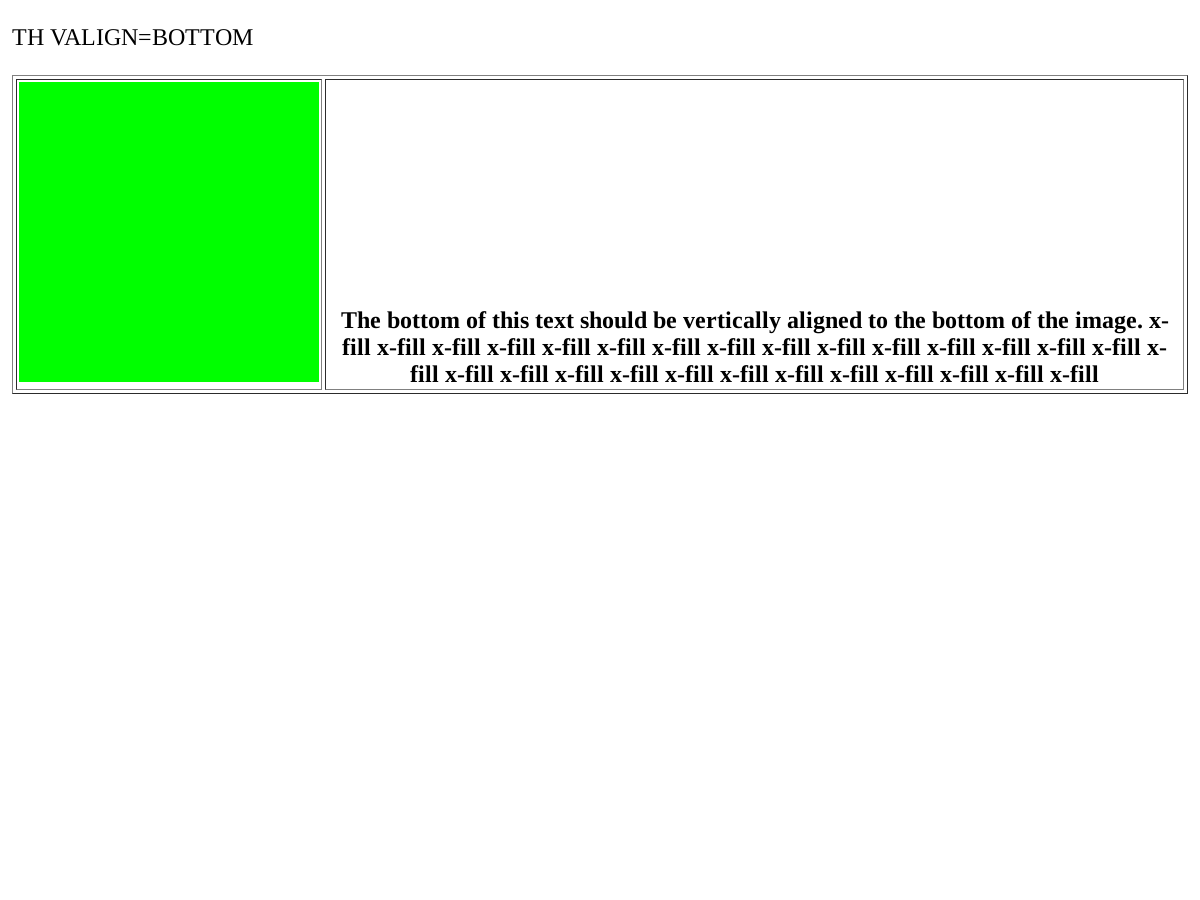 TH VALIGN=BOTTOM
The bottom of this text should be vertically aligned to the bottom of the image. x-
fill x-fill x-fill x-fill x-fill x-fill x-fill x-fill x-fill x-fill x-fill x-fill x-fill x-fill x-fill x-
fill x-fill x-fill x-fill x-fill x-fill x-fill x-fill x-fill x-fill x-fill x-fill x-fill